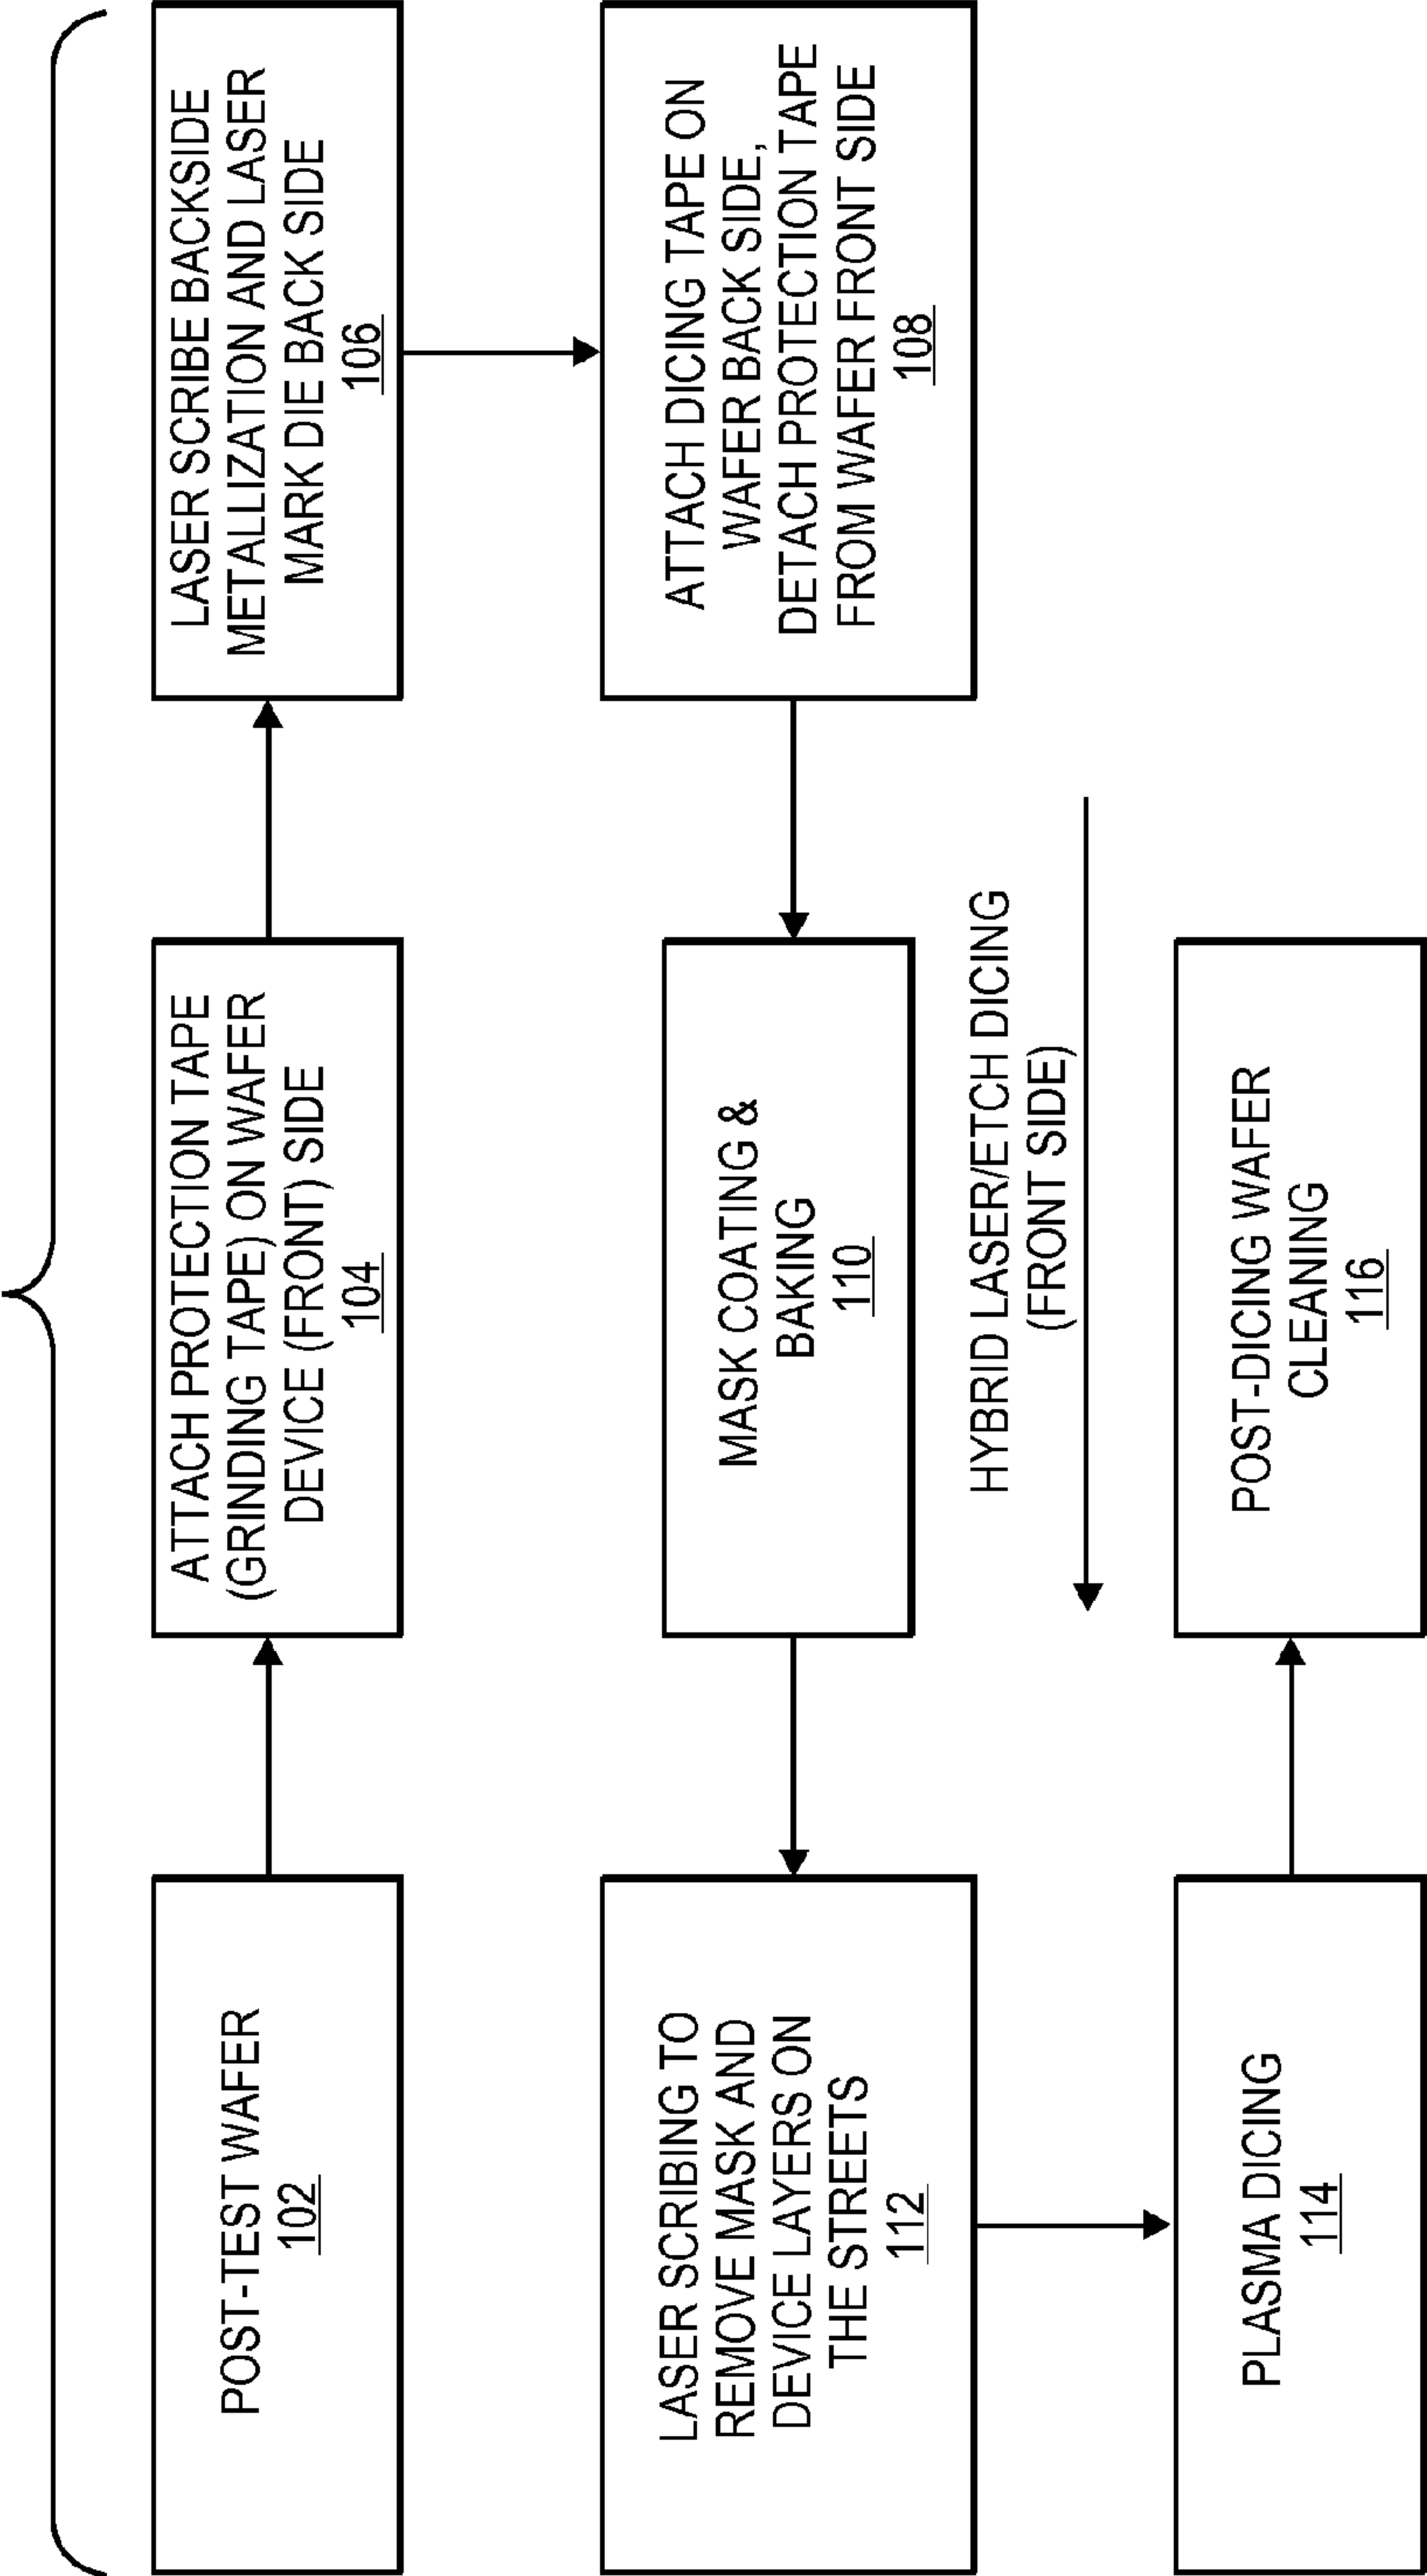 POST-TEST WAFER
102
ATTACH PROTECTION TAPE
(GRINDING TAPE) ON WAFER
DEVICE (FRONT) SIDE
104
LASER SCRIBE BACKSIDE
METALLIZATION AND LASER
MARK DIE BACK SIDE
106
ATTACH DICING TAPE ON
WAFER BACK SIDE,
DETACH PROTECTION TAPE
FROM WAFER FRONT SIDE
108
MASK COATING &
BAKING
110
LASER SCRIBING TO
REMOVE MASK AND
DEVICE LAYERS ON
THE STREETS
112
HYBRID LASER/ETCH DICING
(FRONT SIDE)
PLASMA DICING
114
POST-DICING WAFER
CLEANING
116